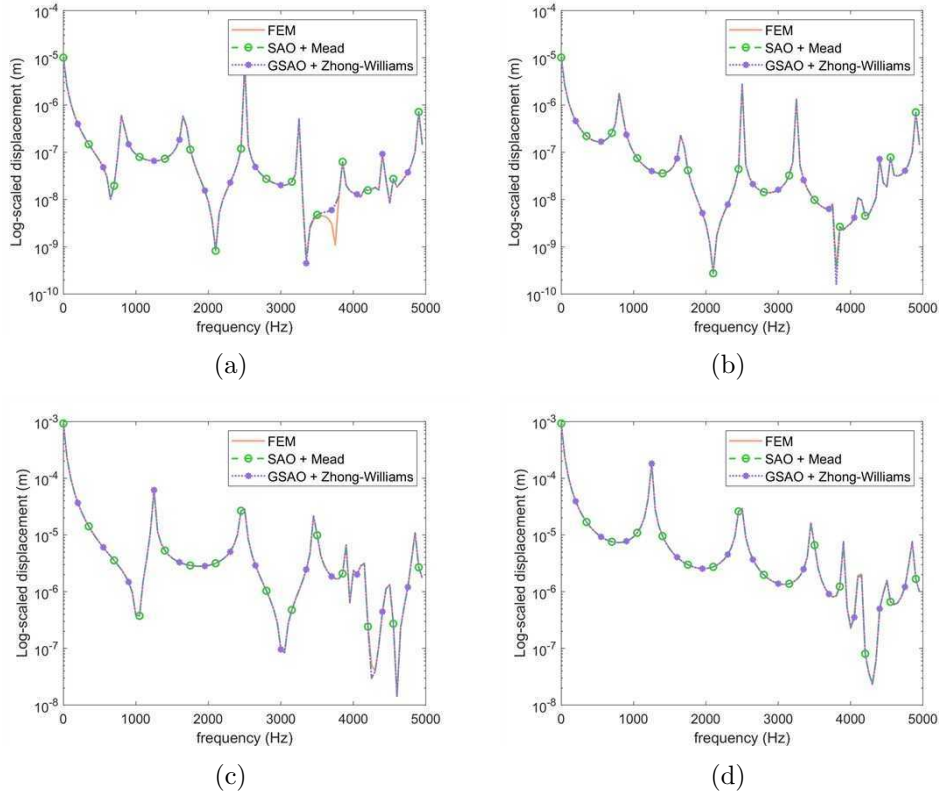 10^-4
10^-5
10^-6
10^-7
10^-8
10^-9
10^-10
Log-scaled displacement (m)
FEM
SAO + Mead
GSAO + Zhong-Williams
0 1000 2000 3000 4000 5000
frequency (Hz)
(a)
10^-4
10^-5
10^-6
10^-7
10^-8
10^-9
10^-10
Log-scaled displacement (m)
FEM
SAO + Mead
GSAO + Zhong-Williams
0 1000 2000 3000 4000 5000
frequency (Hz)
(b)
10^-3
10^-4
10^-5
10^-6
10^-7
10^-8
Log-scaled displacement (m)
FEM
SAO + Mead
GSAO + Zhong-Williams
0 1000 2000 3000 4000 5000
frequency (Hz)
(c)
10^-3
10^-4
10^-5
10^-6
10^-7
10^-8
Log-scaled displacement (m)
FEM
SAO + Mead
GSAO + Zhong-Williams
0 1000 2000 3000 4000 5000
frequency (Hz)
(d)